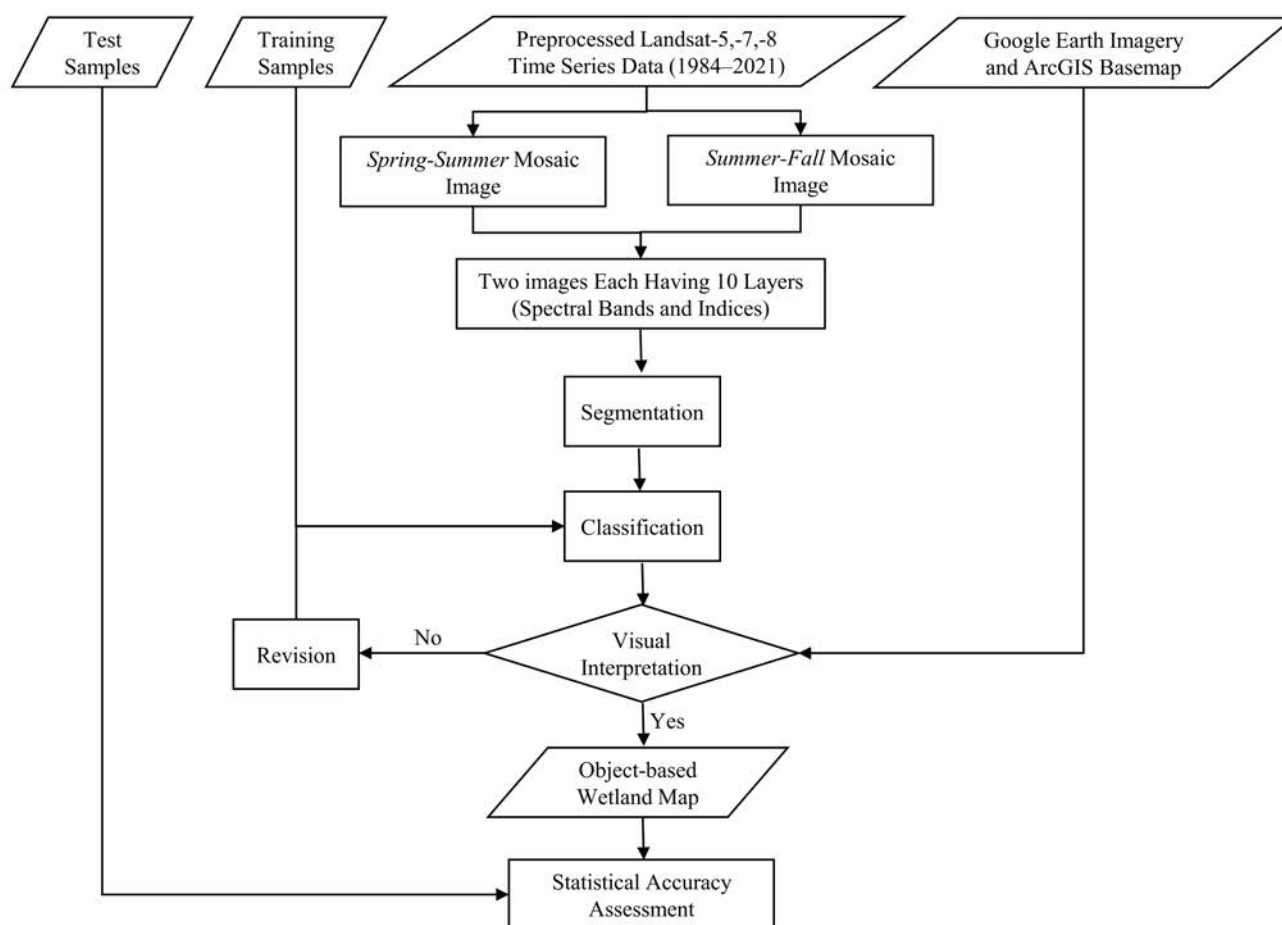 Test
Samples
Training
Samples
Preprocessed Landsat-5,-7,-8
Time Series Data (1984–2021)
Google Earth Imagery
and ArcGIS Basemap
Spring-Summer Mosaic
Image
Summer-Fall Mosaic
Image
Two images Each Having 10 Layers
(Spectral Bands and Indices)
Segmentation
Classification
Visual
Interpretation
No
Revision
Yes
Object-based
Wetland Map
Statistical Accuracy
Assessment